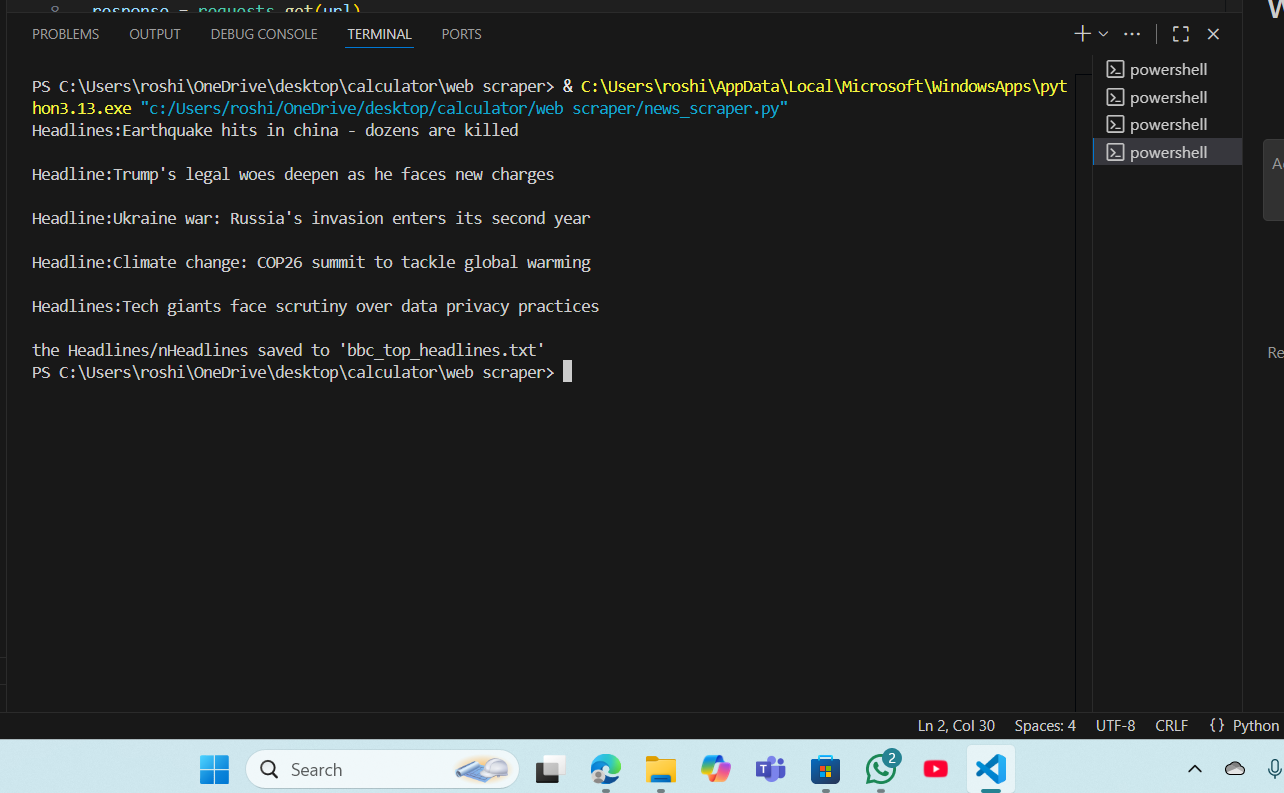 8 response = requests.get(url)
PROBLEMS OUTPUT DEBUG CONSOLE TERMINAL PORTS
PS C:\Users\roshi\OneDrive\desktop\calculator\web scraper> & C:\Users\roshi\AppData\Local\Microsoft\WindowsApps\pyt
hon3.13.exe "c:/Users/roshi/OneDrive/desktop/calculator/web scraper/news_scraper.py"
Headlines:Earthquake hits in china - dozens are killed
Headline:Trump's legal woes deepen as he faces new charges
Headline:Ukraine war: Russia's invasion enters its second year
Headline:Climate change: COP26 summit to tackle global warming
Headlines:Tech giants face scrutiny over data privacy practices
the Headlines/nHeadlines saved to 'bbc_top_headlines.txt'
PS C:\Users\roshi\OneDrive\desktop\calculator\web scraper>
powershell
powershell
powershell
powershell
Ln 2, Col 30 Spaces: 4 UTF-8 CRLF {} Python
Search
2